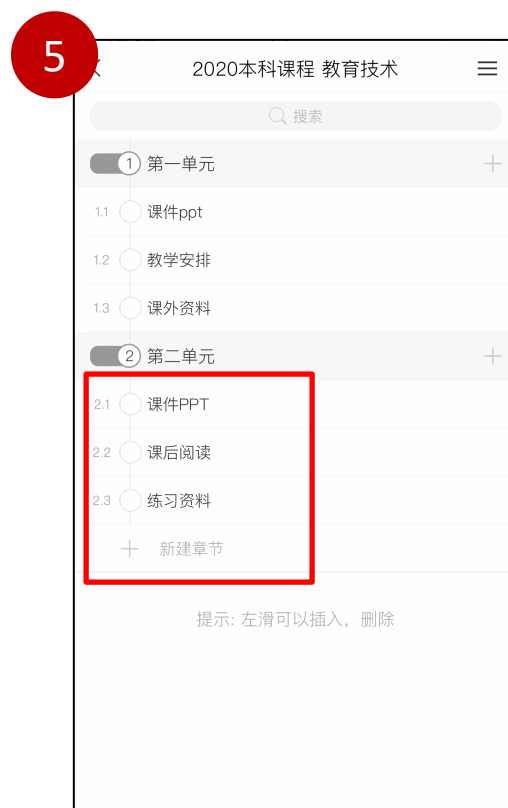 5
2020本科课程 教育技术
搜索
1 第一单元
1.1 课件ppt
1.2 教学安排
1.3 课外资料
2 第二单元
2.1 课件PPT
2.2 课后阅读
2.3 练习资料
新建章节
提示: 左滑可以插入，删除